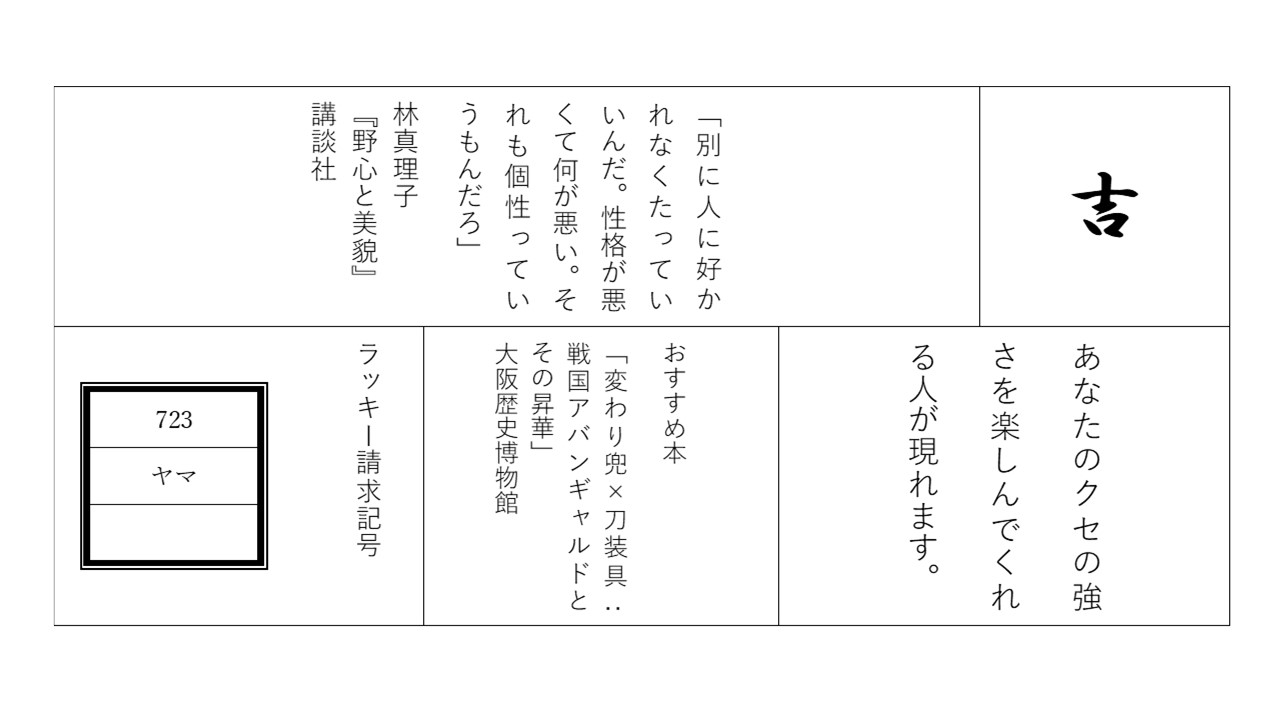 吉
「別に人に好か
れなくたってい
いんだ。性格が悪
くて何が悪い。そ
れも個性ってい
うもんだろ」
林真理子
『野心と美貌』
講談社
あなたのクセの強
さを楽しんでくれ
る人が現れます。
おすすめ本
「変わり兜×刀装具：
戦国アバンギャルドと
その昇華」
大阪歴史博物館
ラッキー請求記号
723
ヤマ